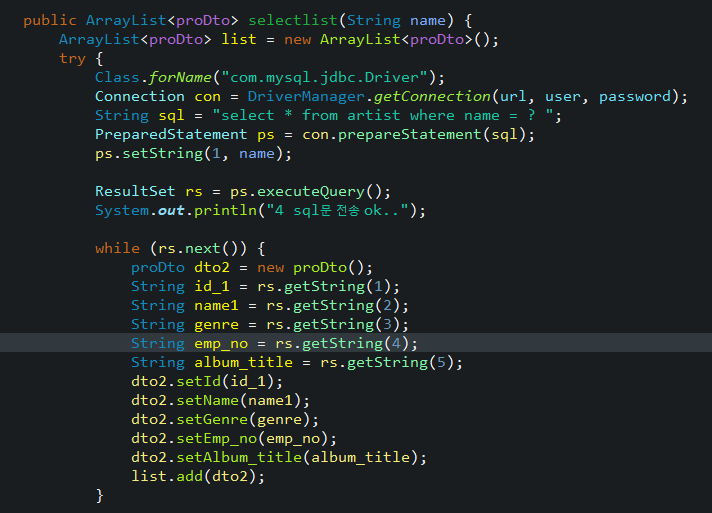 public ArrayList<proDto> selectlist(String name) {
ArrayList<proDto> list = new ArrayList<proDto>();
try {
Class.forName("com.mysql.jdbc.Driver");
Connection con = DriverManager.getConnection(url, user, password);
String sql = "select * from artist where name = ? ";
PreparedStatement ps = con.prepareStatement(sql);
ps.setString(1, name);
ResultSet rs = ps.executeQuery();
System.out.println("4 sql문 전송 ok..");
while (rs.next()) {
proDto dto2 = new proDto();
String id_1 = rs.getString(1);
String name1 = rs.getString(2);
String genre = rs.getString(3);
String emp_no = rs.getString(4);
String album_title = rs.getString(5);
dto2.setId(id_1);
dto2.setName(name1);
dto2.setGenre(genre);
dto2.setEmp_no(emp_no);
dto2.setAlbum_title(album_title);
list.add(dto2);
}